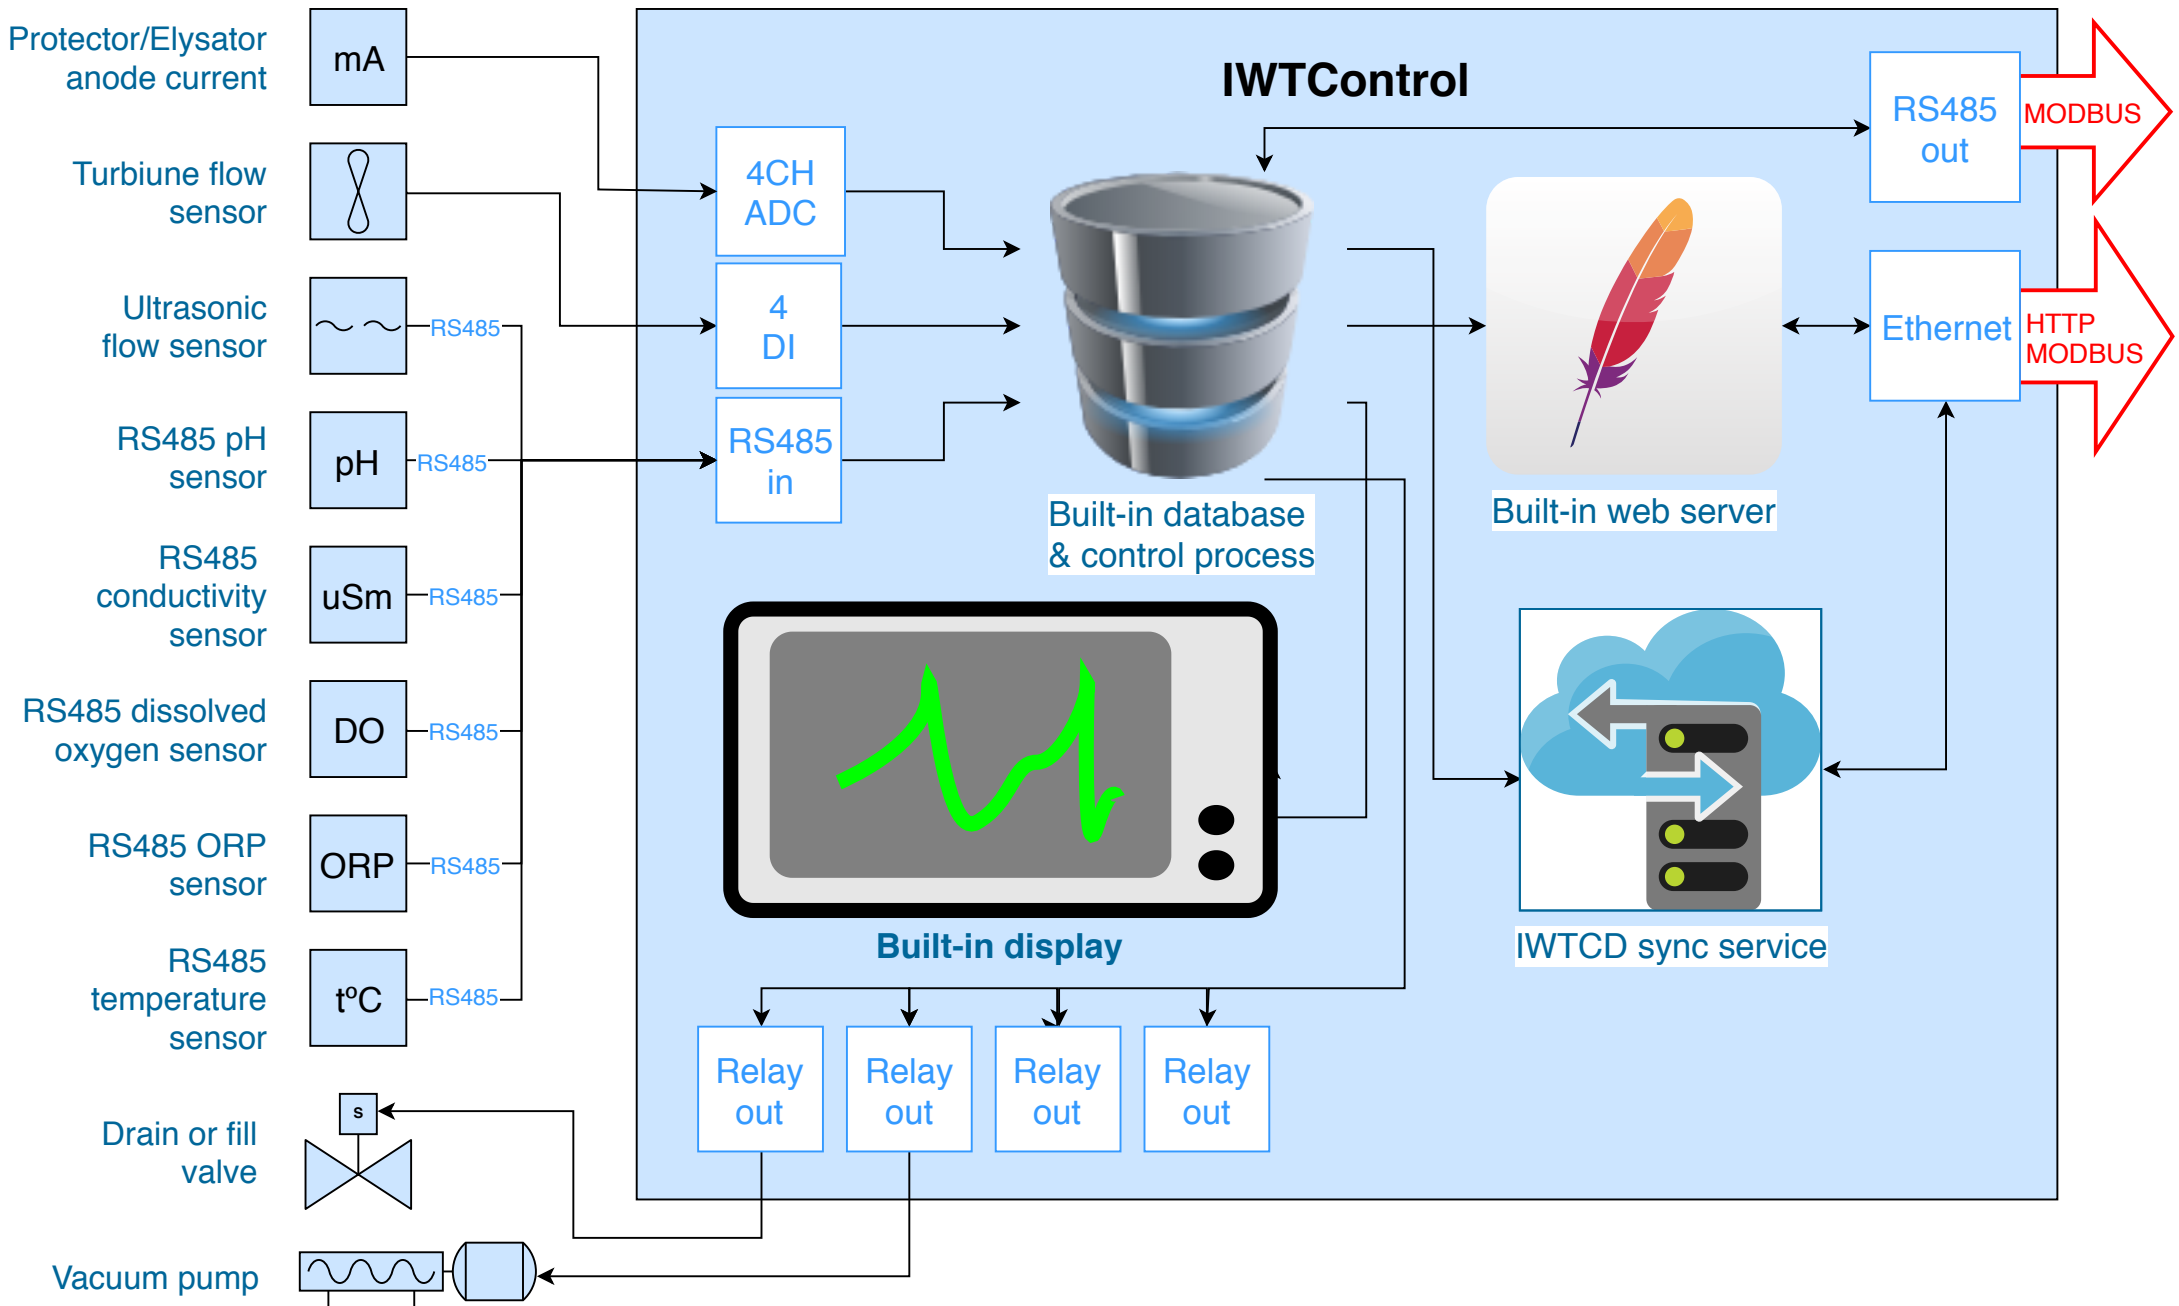 Protector/Elysator
anode current
mA
Turbiune flow
sensor
Ultrasonic
flow sensor
RS485
RS485 pH
sensor
pH
RS485
RS485
conductivity
sensor
uSm
RS485
RS485 dissolved
oxygen sensor
DO
RS485
RS485 ORP
sensor
ORP
RS485
RS485
temperature
sensor
tºC
RS485
Drain or fill
valve
s
Vacuum pump
IWTControl
4CH
ADC
4
DI
RS485
in
Built-in database
& control process
Built-in web server
RS485
out
MODBUS
Ethernet
HTTP
MODBUS
Built-in display
IWTCD sync service
Relay
out
Relay
out
Relay
out
Relay
out